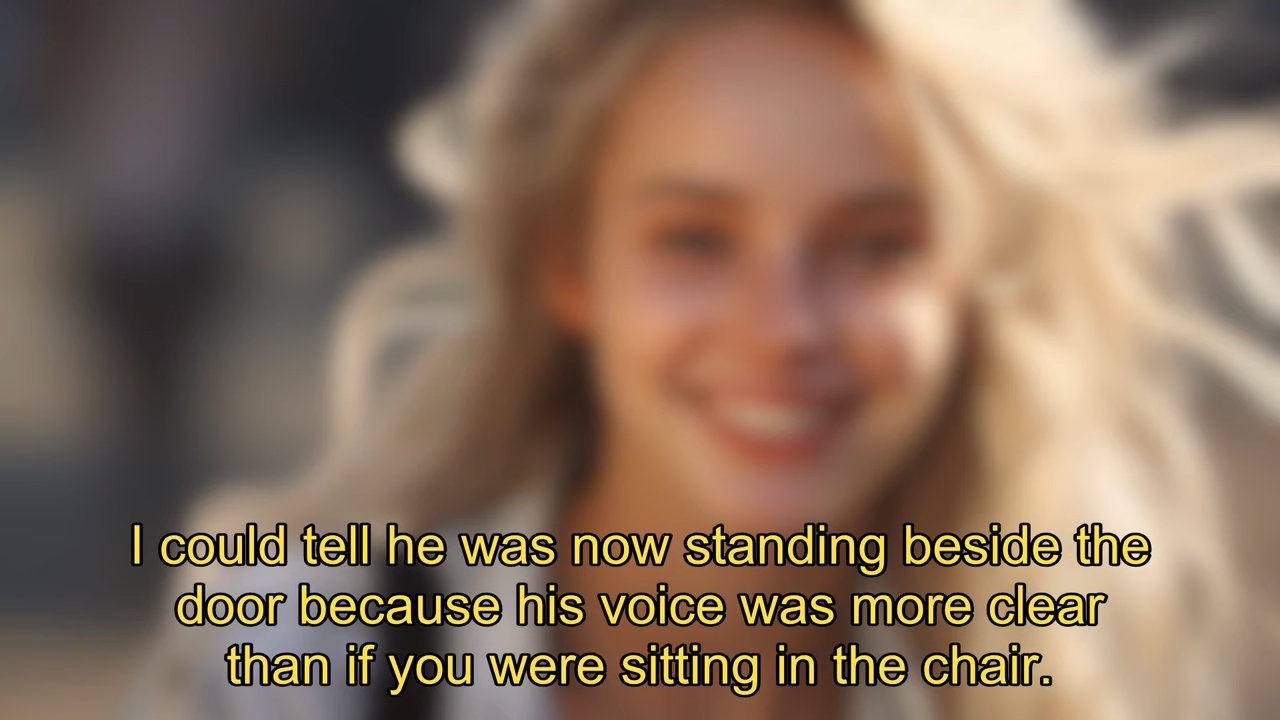 I could tell he was now standing beside the
door because his voice was more clear
than if you were sitting in the chair.